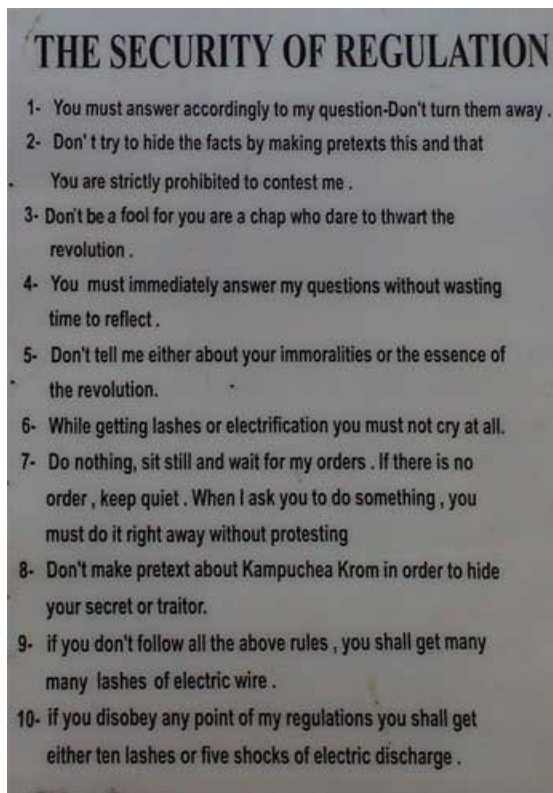 THE SECURITY OF REGULATION
1- You must answer accordingly to my question-Don't turn them away .
2- Don' t try to hide the facts by making pretexts this and that
You are strictly prohibited to contest me .
3- Don't be a fool for you are a chap who dare to thwart the
revolution .
4- You must immediately answer my questions without wasting
time to reflect .
5- Don't tell me either about your immoralities or the essence of
the revolution.
6- While getting lashes or electrification you must not cry at all.
7- Do nothing, sit still and wait for my orders . If there is no
order , keep quiet . When I ask you to do something , you
must do it right away without protesting
8- Don't make pretext about Kampuchea Krom in order to hide
your secret or traitor.
9- if you don't follow all the above rules , you shall get many
many lashes of electric wire .
10- if you disobey any point of my regulations you shall get
either ten lashes or five shocks of electric discharge .